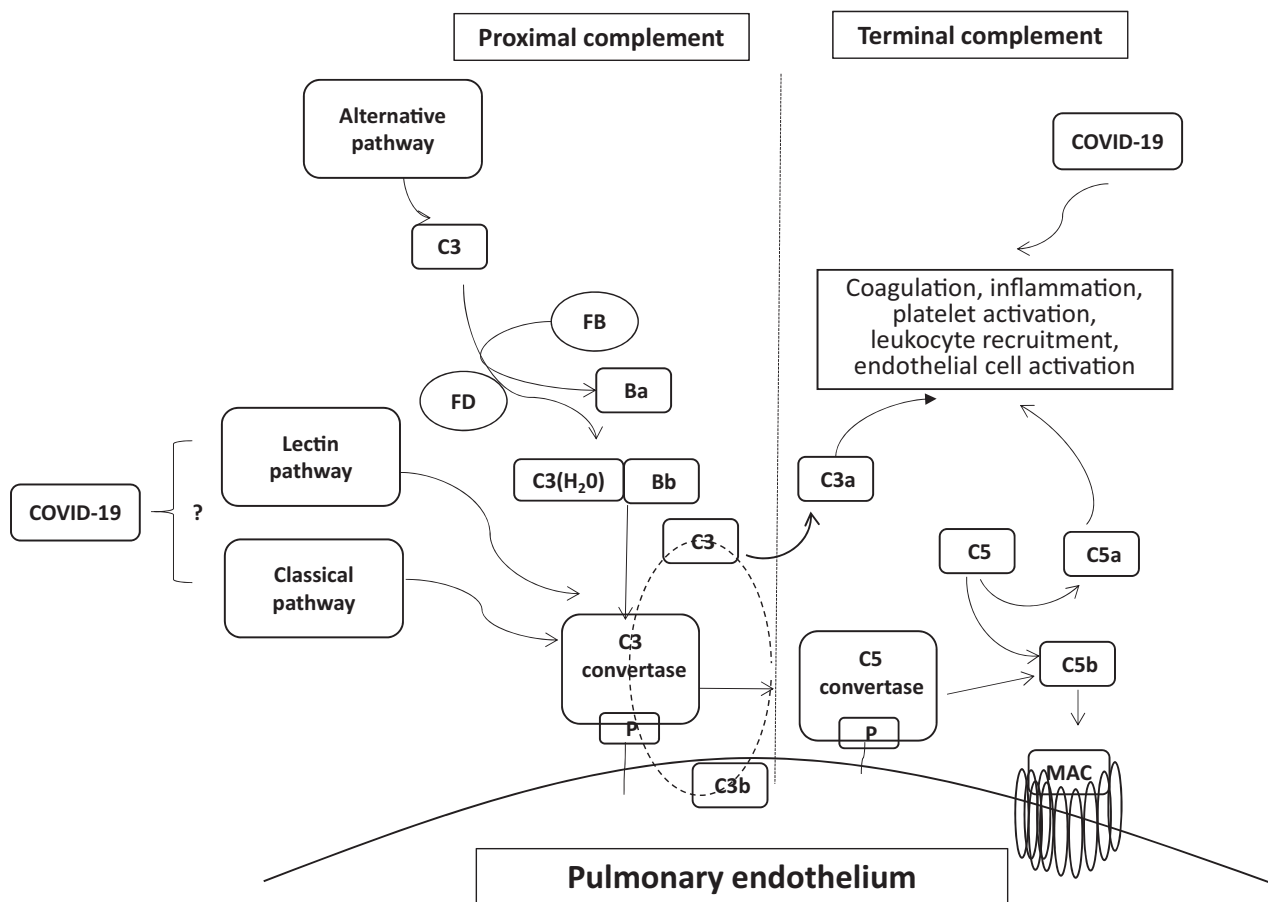 Proximal complement
Terminal complement
Alternative
pathway
COVID-19
C3
Coagulation, inflammation,
platelet activation,
leukocyte recruitment,
endothelial cell activation
FB
FD
Ba
Lectin
pathway
C3(H₂0)
Bb
C3a
COVID-19
?
C3
C5
C5a
Classical
pathway
C3
convertase
C5
convertase
C5b
P
P
C3b
MAC
Pulmonary endothelium